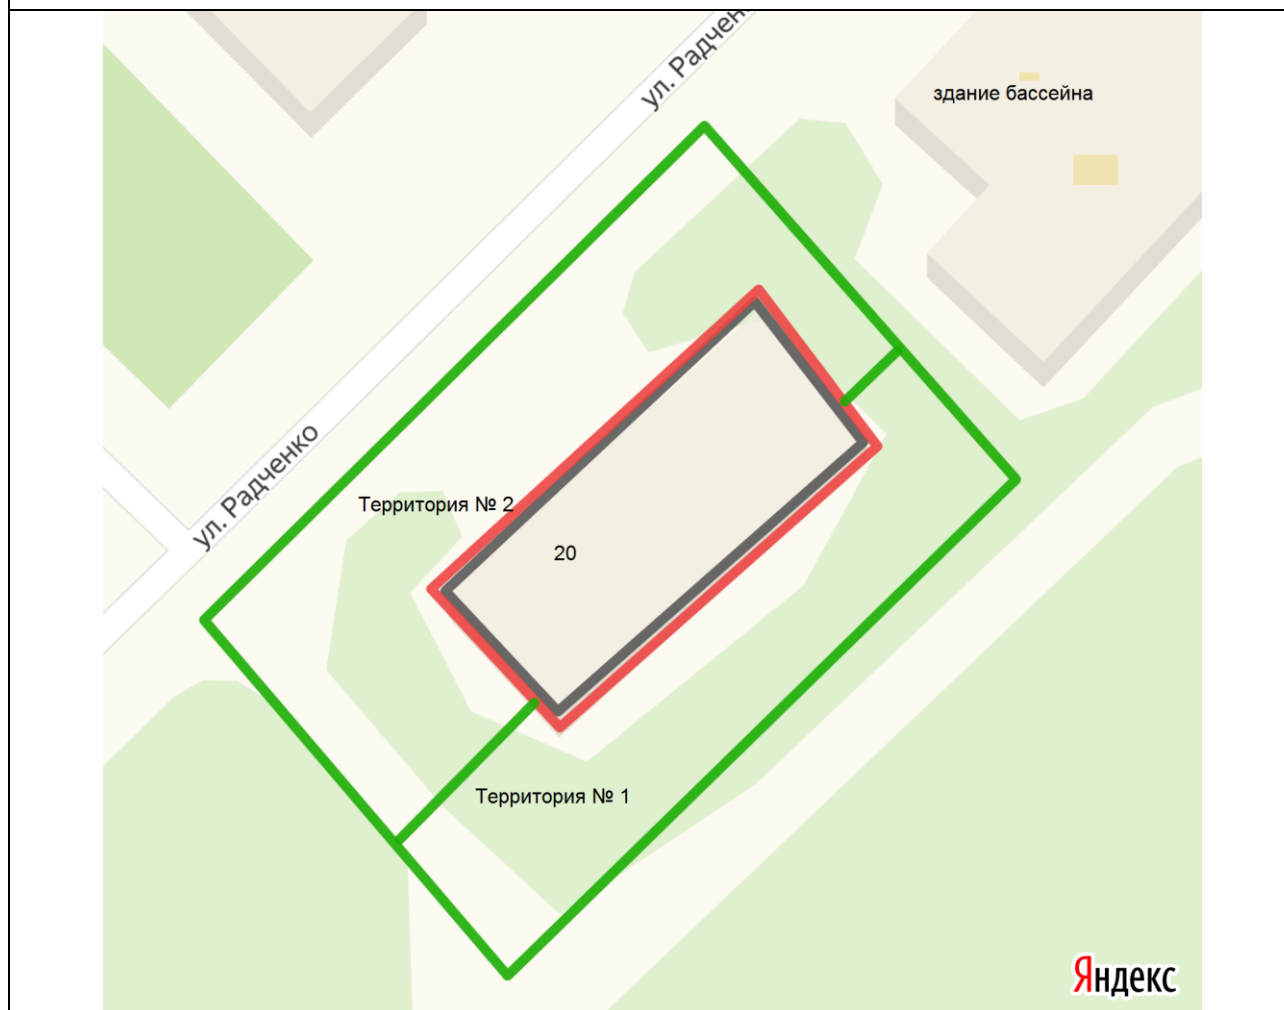 ул. Радчен
здание бассейна
ул. Радченко
Территория № 2
20
Территория № 1
Яндекс